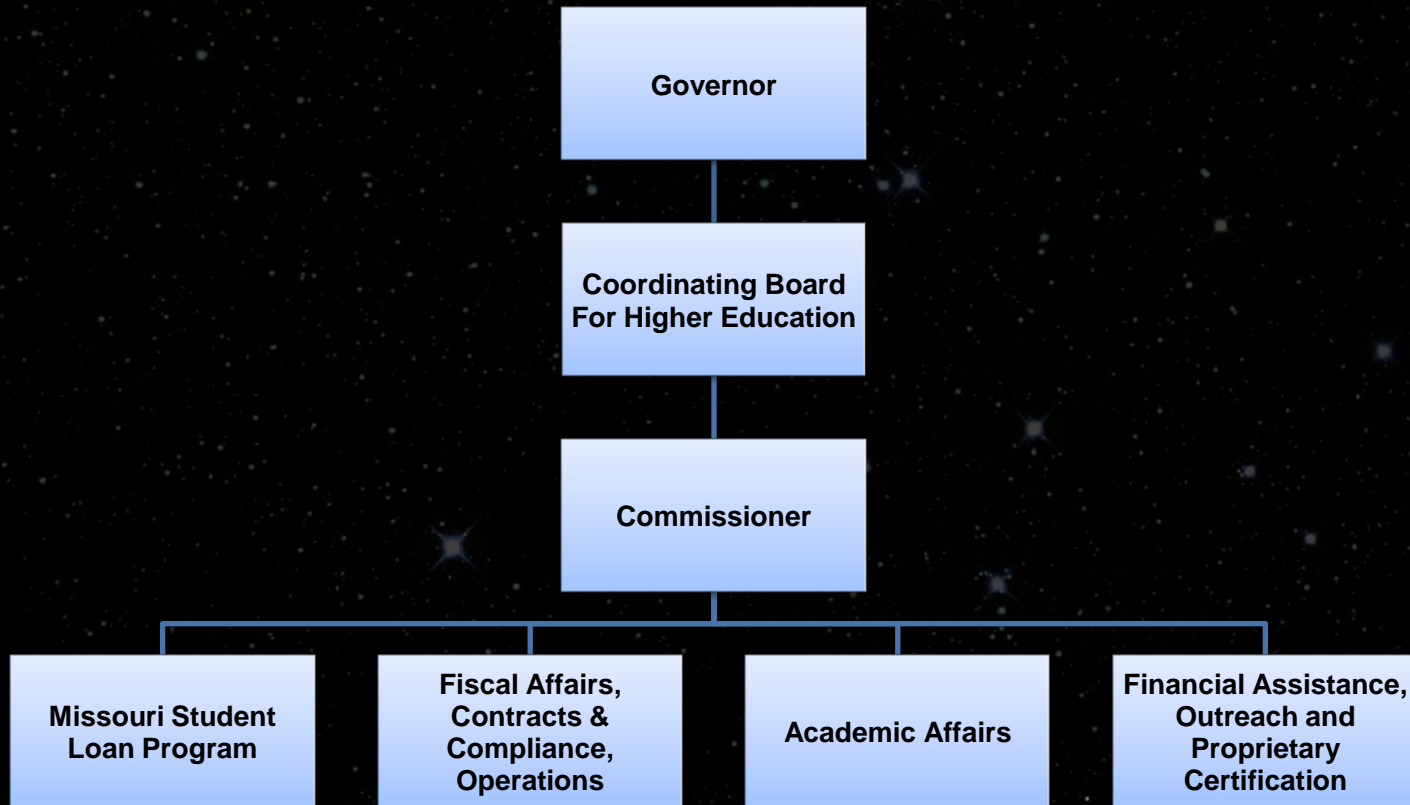 Governor
Coordinating Board
For Higher Education
Commissioner
Missouri Student
Loan Program
Fiscal Affairs,
Contracts &
Compliance,
Operations
Academic Affairs
Financial Assistance,
Outreach and
Proprietary
Certification